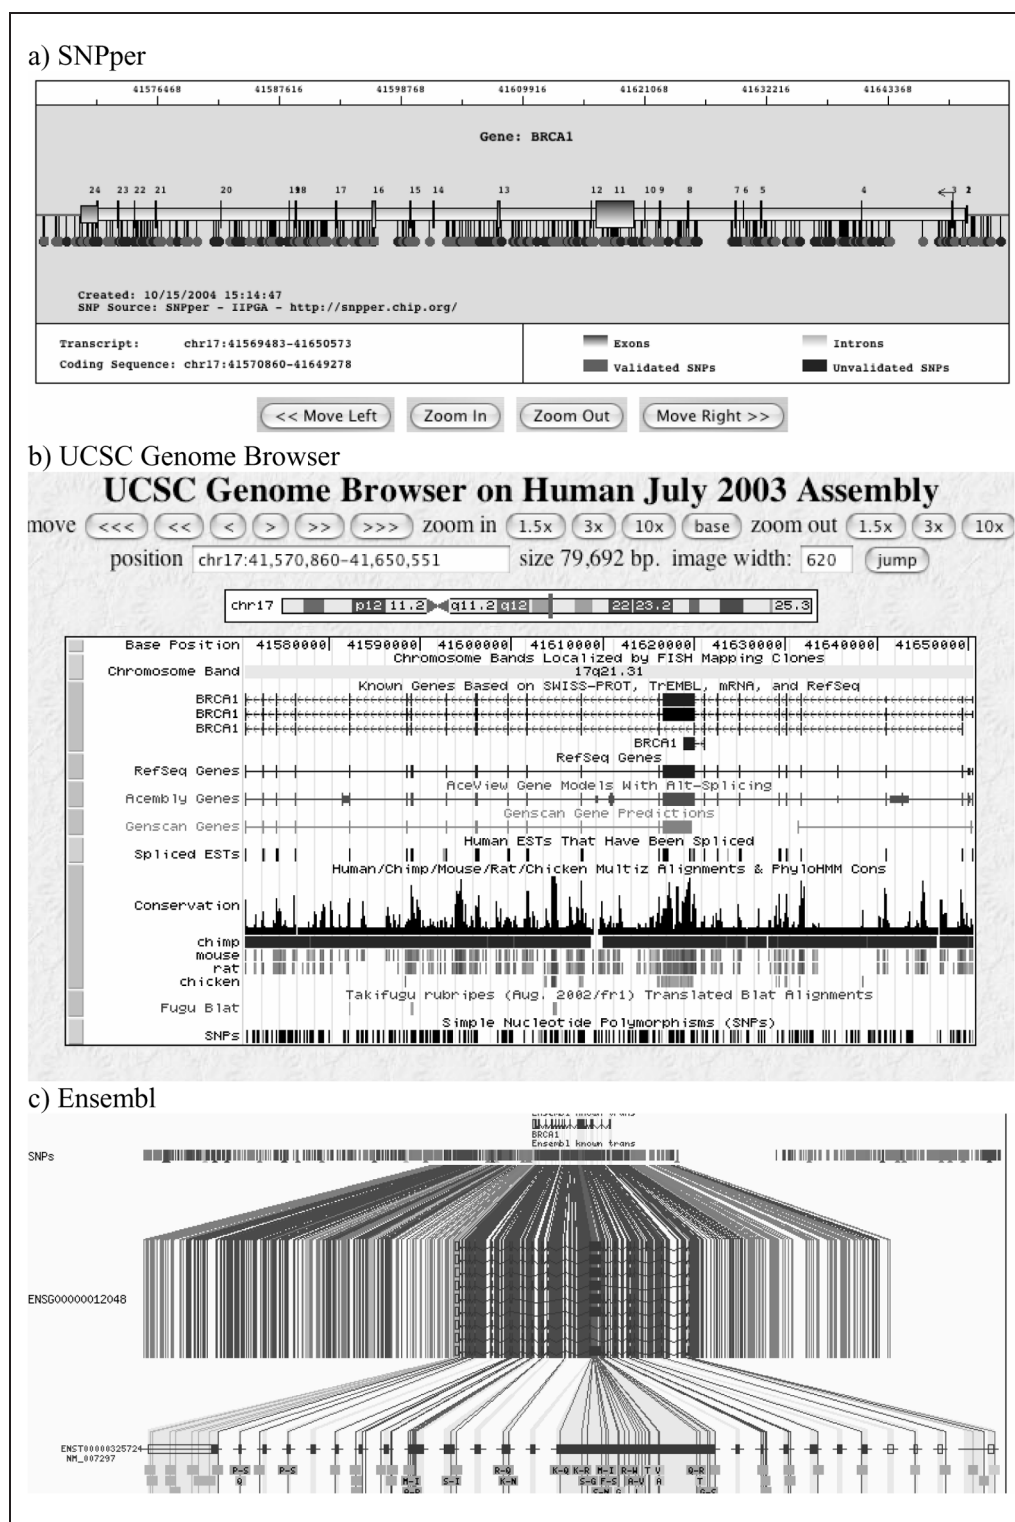 a) SNPper
41576468 41587616 41598768 41609916 41621068 41632216 41643368
Gene: BRCA1
24 23 22 21 20 19 17 16 15 14 13 12 11 10 9 8 7 6 5 4 3 2
Created: 10/15/2004 15:14:47
SNP Source: SNPper - IIPGA - http://snpper.chip.org/
Transcript: chr17:41569483-41650573
Coding Sequence: chr17:41570860-41649278
Exons Introns
Validated SNPs Unvalidated SNPs
<< Move Left Zoom In Zoom Out Move Right >>
b) UCSC Genome Browser
UCSC Genome Browser on Human July 2003 Assembly
move <<< << < > >> >>> zoom in 1.5x 3x 10x base zoom out 1.5x 3x 10x
position chr17:41,570,860-41,650,551 size 79,692 bp. image width: 620 jump
chr17 p12 11.2 q11.2 q12 22 23.2 25.3
Base Position 41580000 41590000 41600000 41610000 41620000 41630000 41640000 41650000
Chromosome Bands Localized by FISH Mapping Clones
Chromosome Band 17q21.31
Known Genes Based on SWISS-PROT, TrEMBL, mRNA, and RefSeq
BRCA1
BRCA1
BRCA1
BRCA1
RefSeq Genes
RefSeq Genes
AceView Gene Models With Alt-Splicing
Acembly Genes
Genscan Gene Predictions
Genscan Genes
Human ESTs That Have Been Spliced
Spliced ESTs
Human/Chimp/Mouse/Rat/Chicken Multiz Alignments & PhyloHMM Cons
Conservation
chimp
mouse
rat
chicken
Takifugu rubripes (Aug. 2002/fr1) Translated Blat Alignments
Fugu Blat
Simple Nucleotide Polymorphisms (SNPs)
SNPs
c) Ensembl
Ensembl known trans
BRCA1
Ensembl known trans
SNPs
ENSG00000012048
ENST00000325724
NM_007297
P-S P-S R-Q K-Q K-R M-I R-W T V Q-R
Q M-I S-I K-N S-G F-S A-V A T